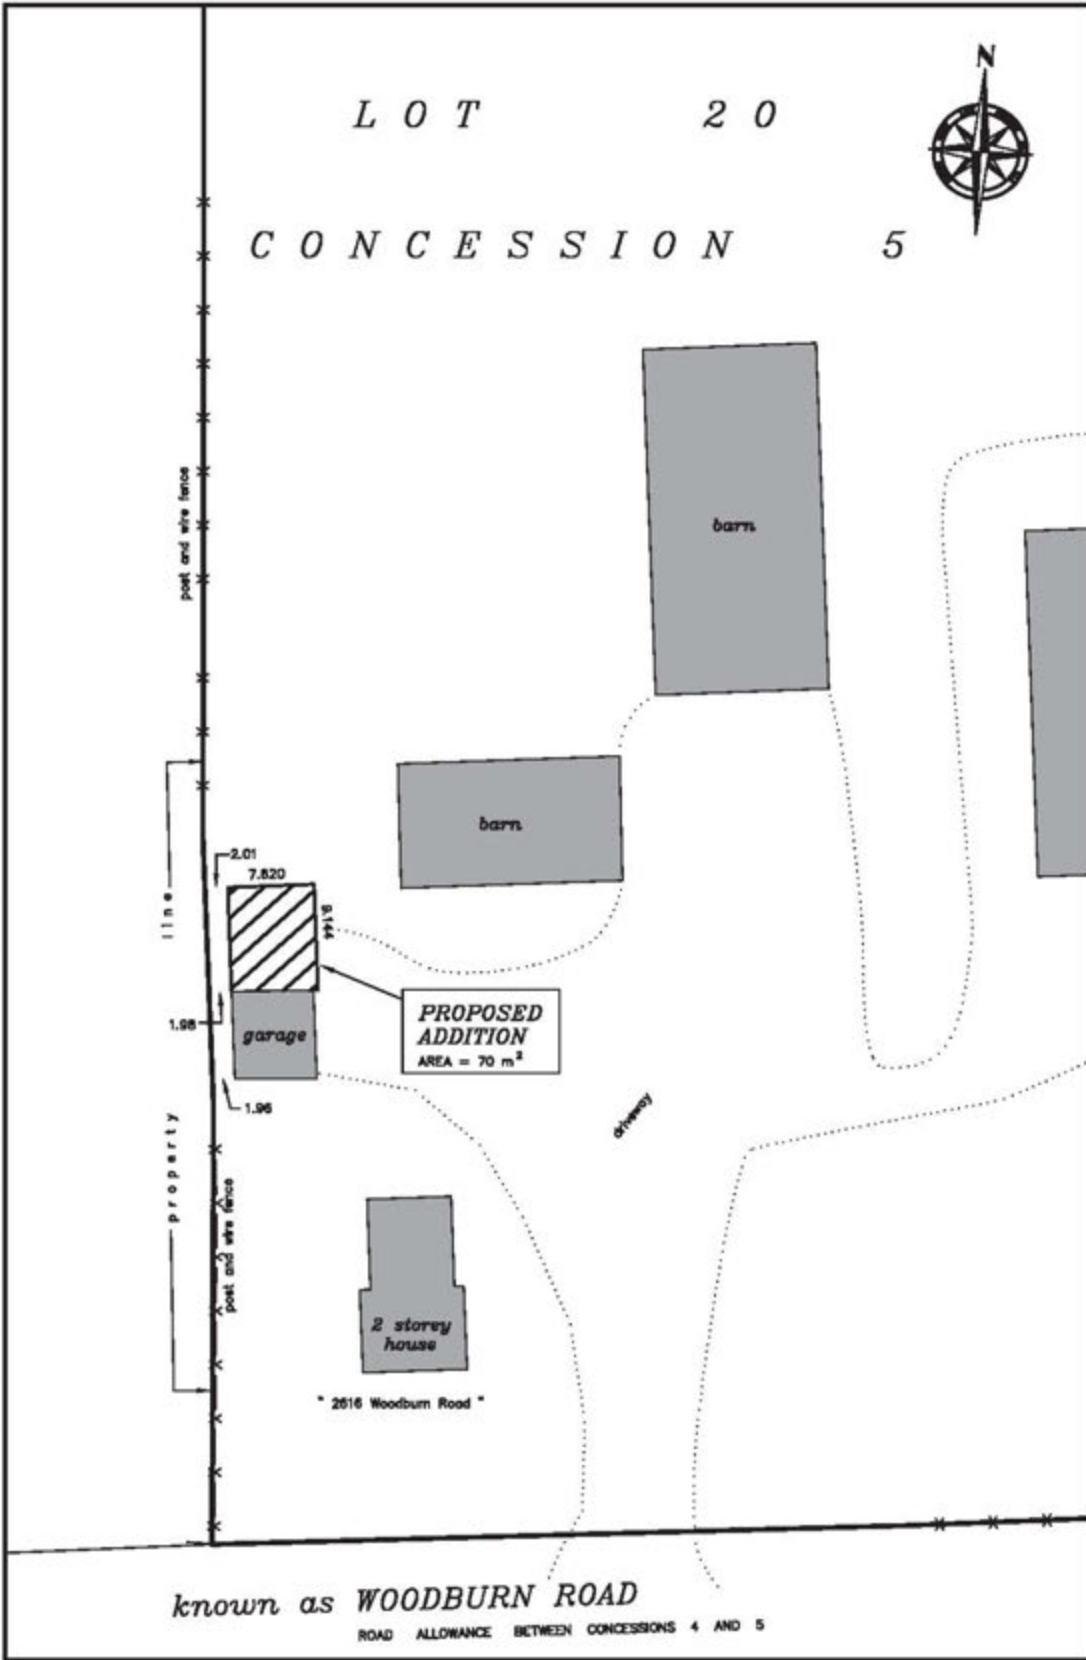 N
LOT 20
CONCESSION 5
post and wire fence
barn
barn
line
2.01
7.620
9.144
PROPOSED
ADDITION
AREA = 70 m²
1.98
garage
1.96
driveway
property
post and wire fence
2 storey
house
" 2616 Woodburn Road "
known as WOODBURN ROAD
ROAD ALLOWANCE BETWEEN CONCESSIONS 4 AND 5